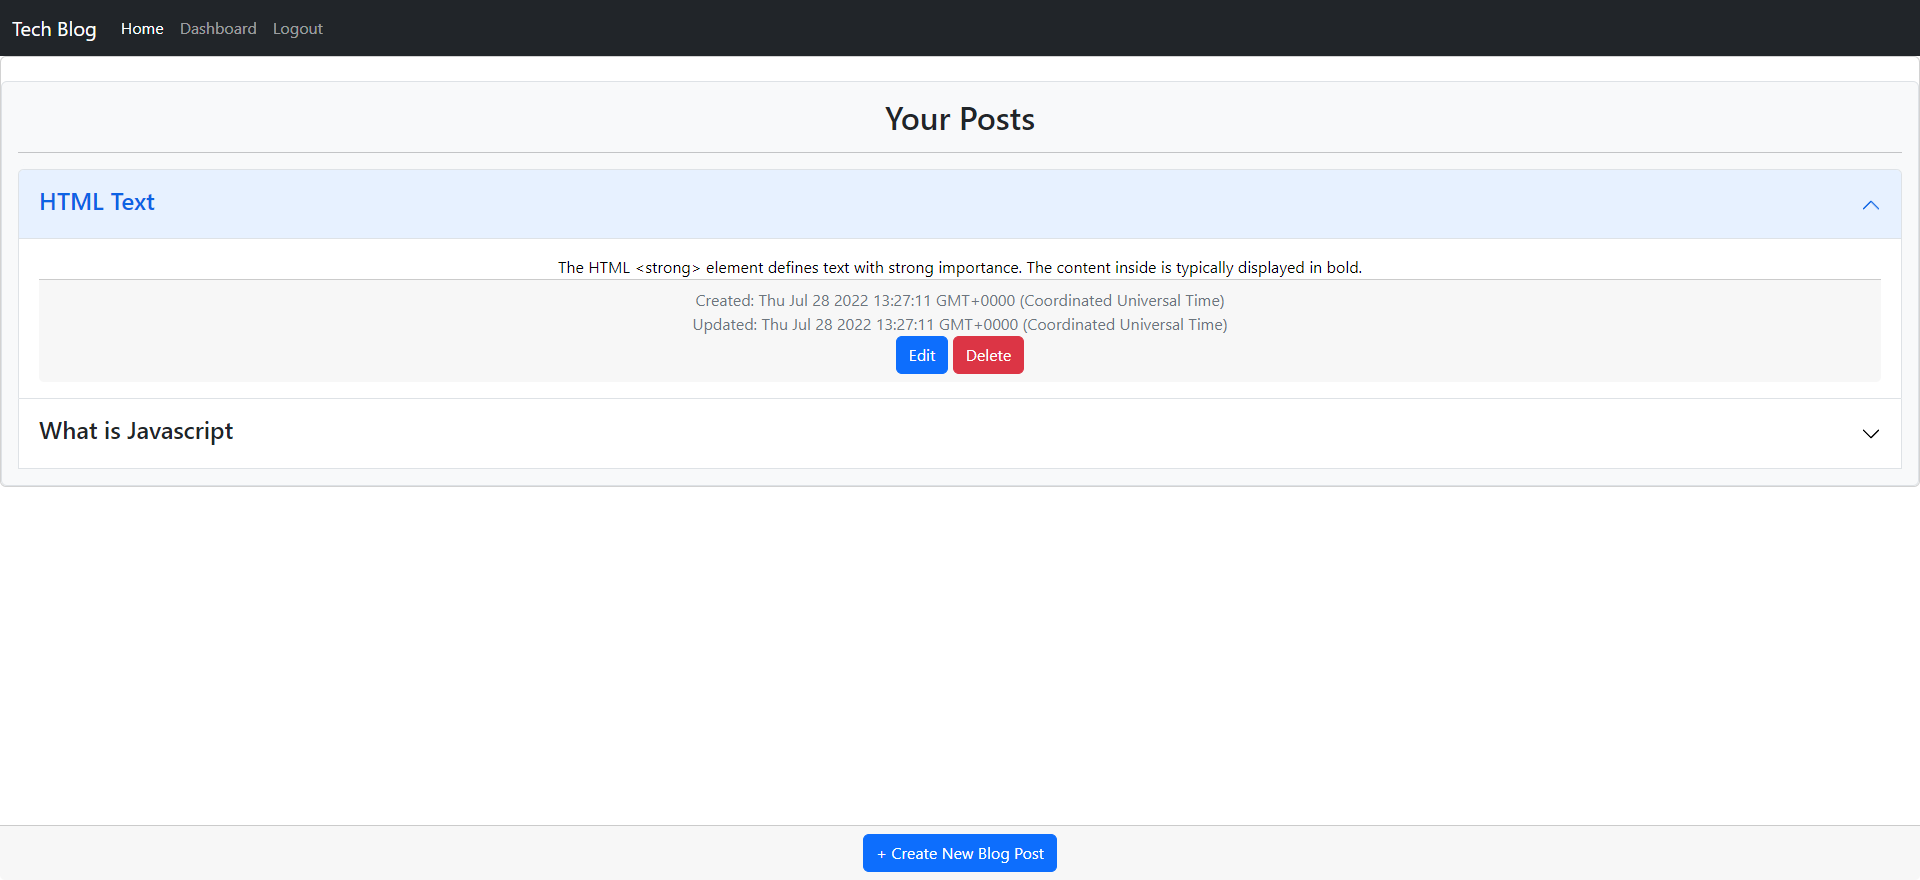 Tech Blog Home Dashboard Logout
Your Posts
HTML Text
The HTML <strong> element defines text with strong importance. The content inside is typically displayed in bold.
Created: Thu Jul 28 2022 13:27:11 GMT+0000 (Coordinated Universal Time)
Updated: Thu Jul 28 2022 13:27:11 GMT+0000 (Coordinated Universal Time)
Edit Delete
What is Javascript
+ Create New Blog Post